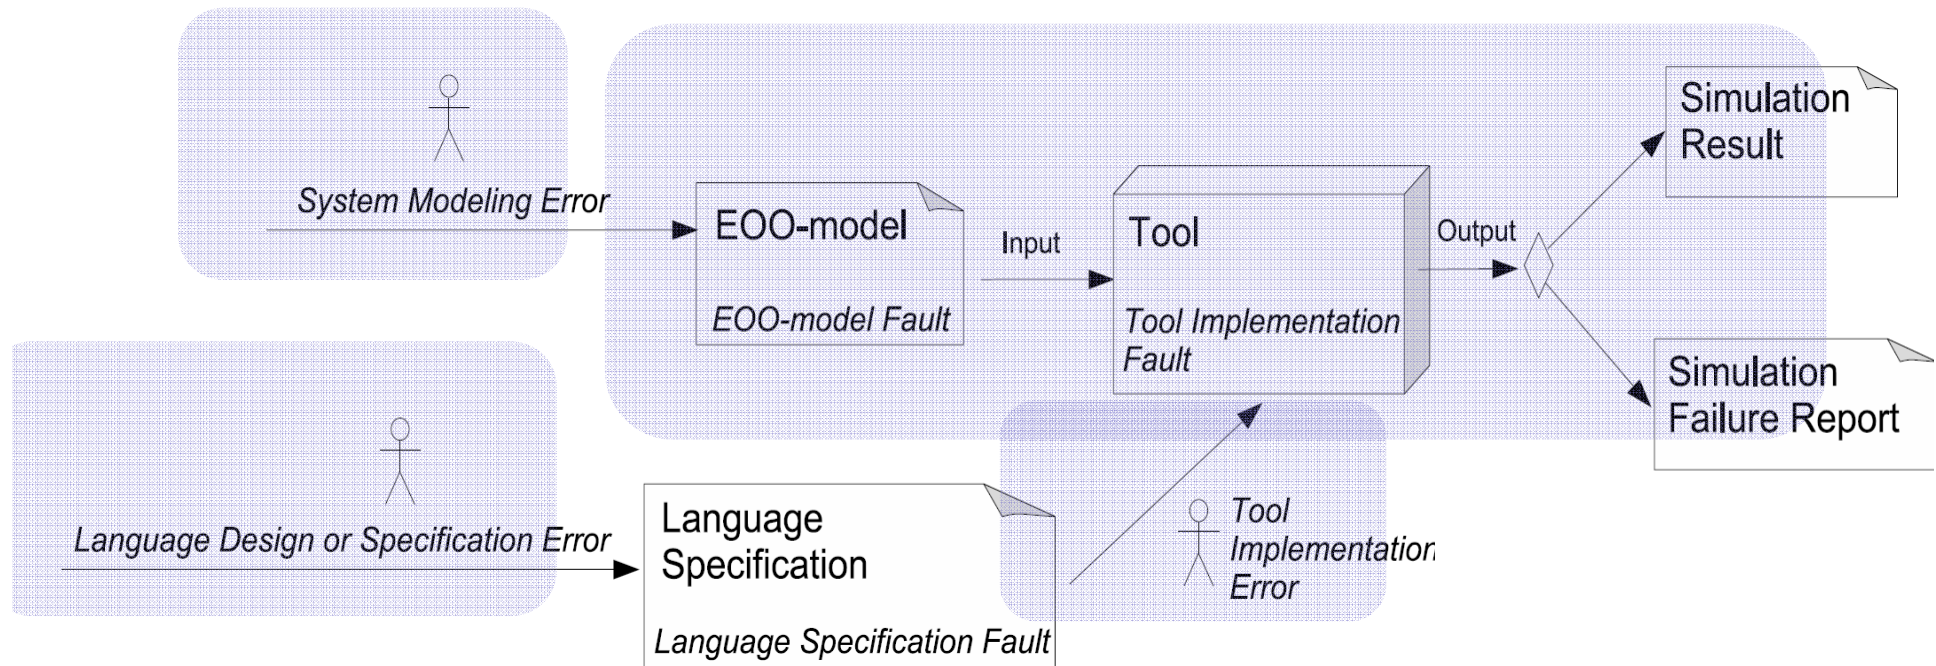 Simulation
Result
System Modeling Error
EOO-model
Input
Tool
Output
EOO-model Fault
Tool Implementation
Fault
Simulation
Failure Report
Language Design or Specification Error
Language
Specification
Language Specification Fault
Tool
Implementation
Error